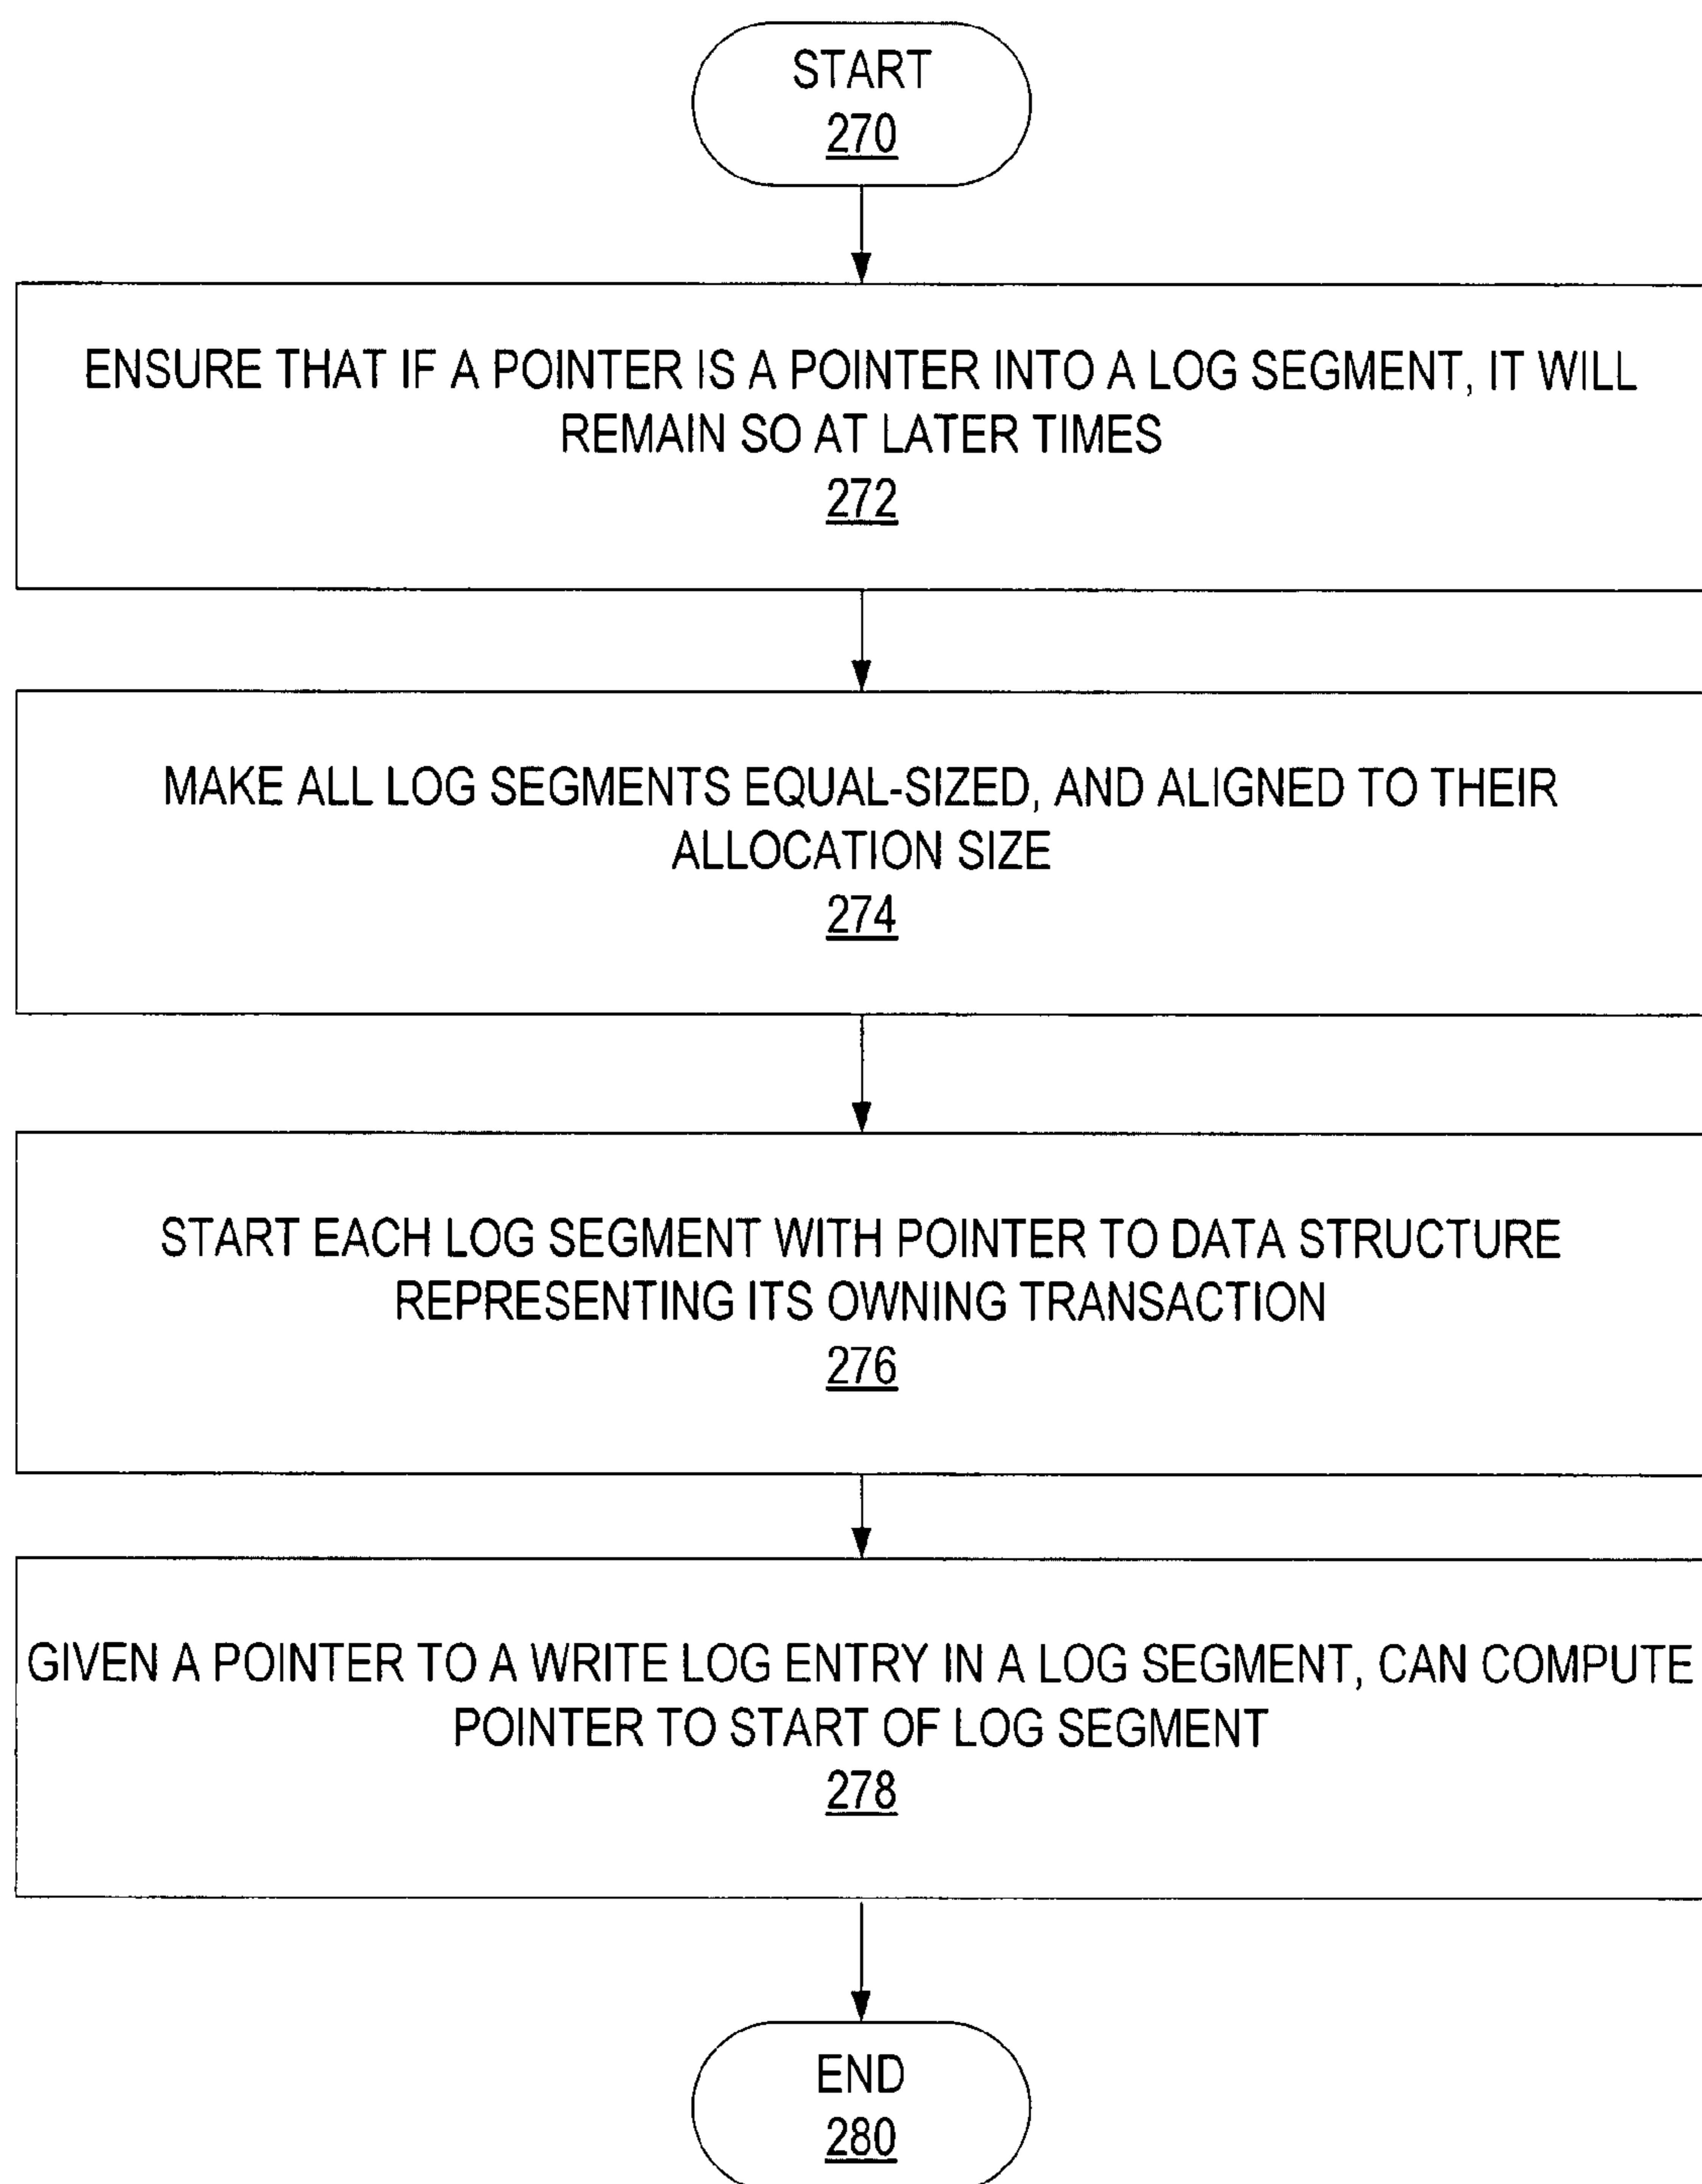 START
270
ENSURE THAT IF A POINTER IS A POINTER INTO A LOG SEGMENT, IT WILL
REMAIN SO AT LATER TIMES
272
MAKE ALL LOG SEGMENTS EQUAL-SIZED, AND ALIGNED TO THEIR
ALLOCATION SIZE
274
START EACH LOG SEGMENT WITH POINTER TO DATA STRUCTURE
REPRESENTING ITS OWNING TRANSACTION
276
GIVEN A POINTER TO A WRITE LOG ENTRY IN A LOG SEGMENT, CAN COMPUTE
POINTER TO START OF LOG SEGMENT
278
END
280